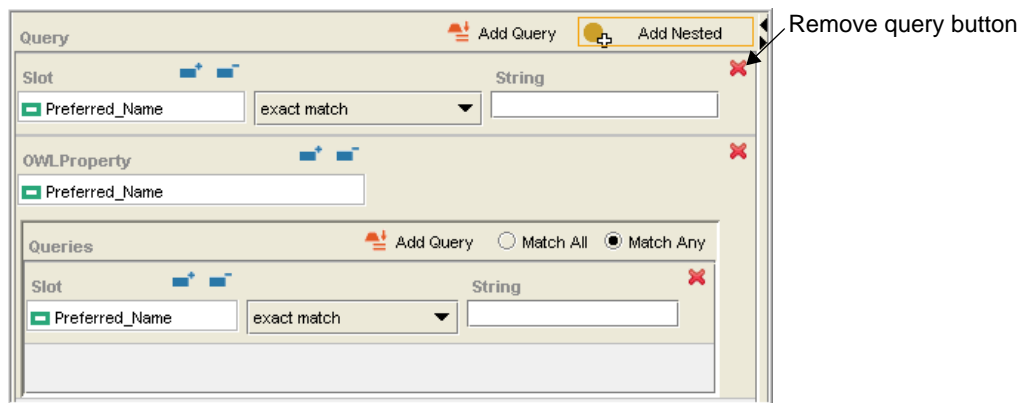 Query Add Query Add Nested
Remove query button
Slot String
Preferred_Name exact match
OWLProperty
Preferred_Name
Queries Add Query Match All Match Any
Slot String
Preferred_Name exact match